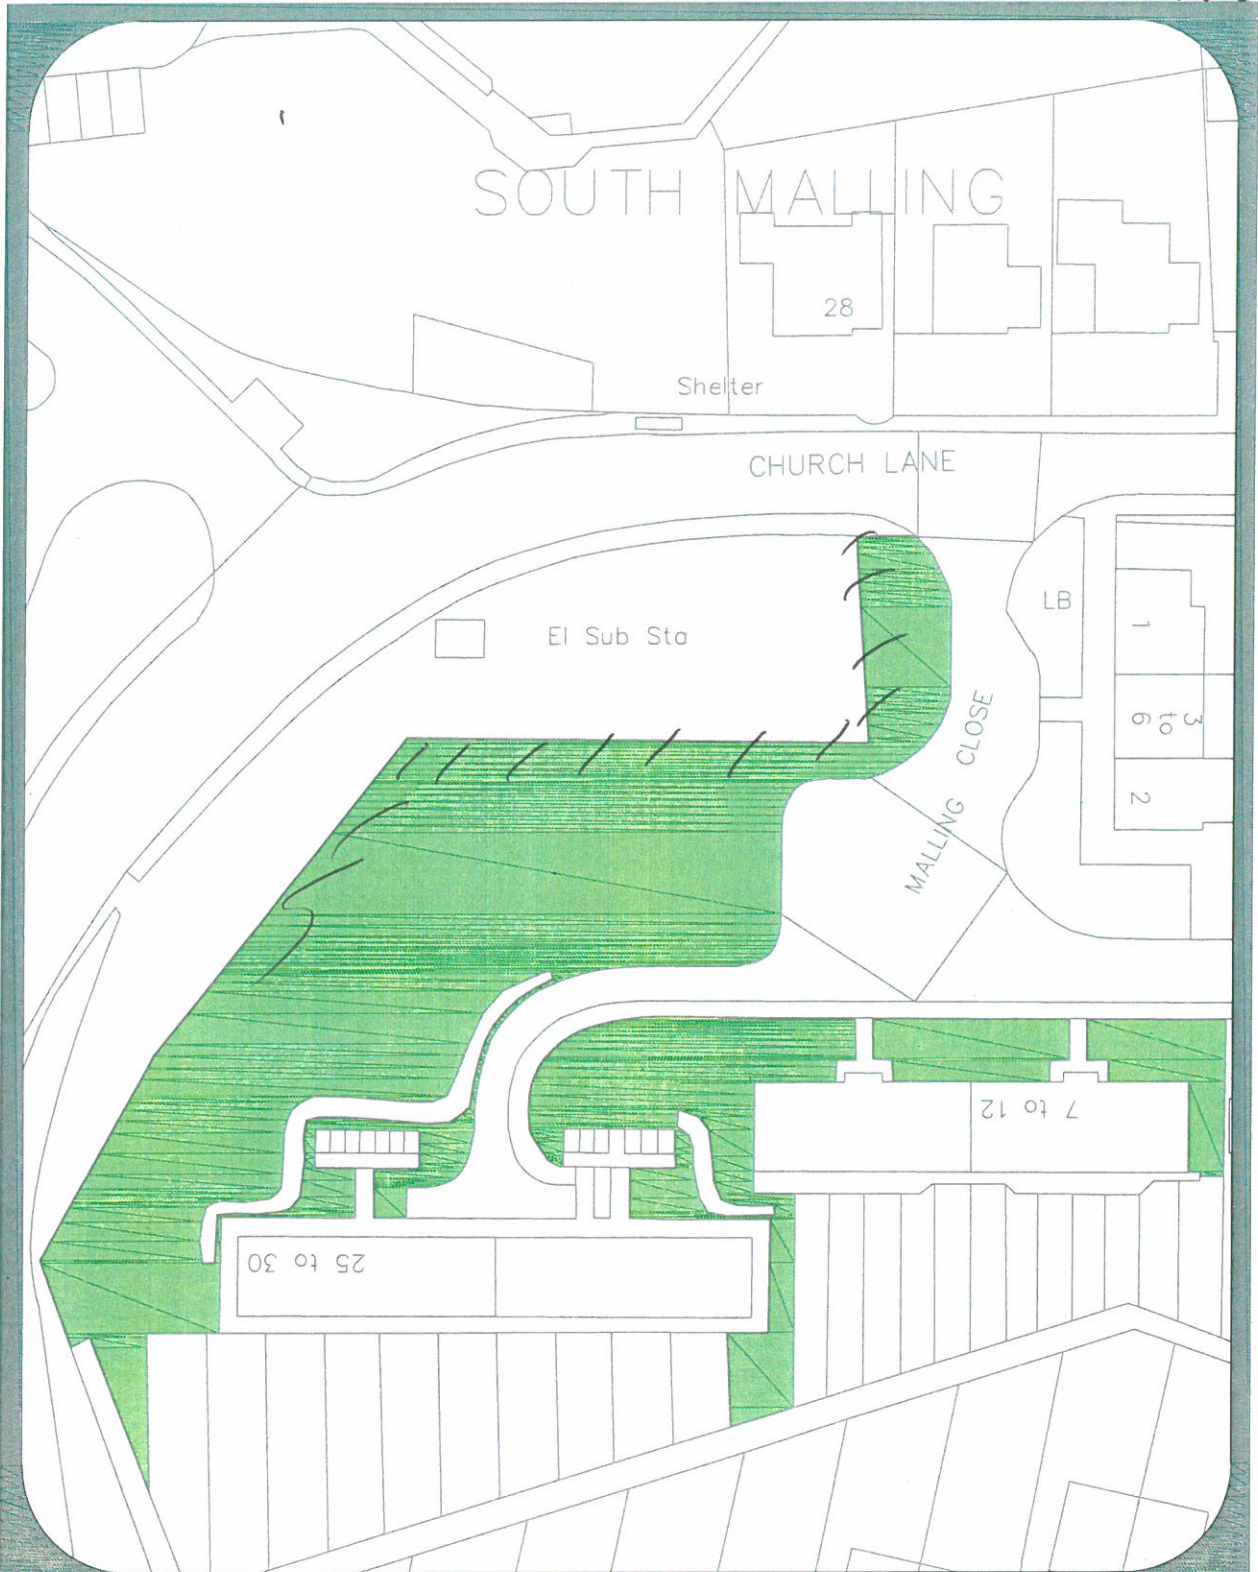 SOUTH MALLING
28
Shelter
CHURCH LANE
El Sub Sta
LB
1
3
to
6
2
MALLING CLOSE
7 to 12
25 to 30